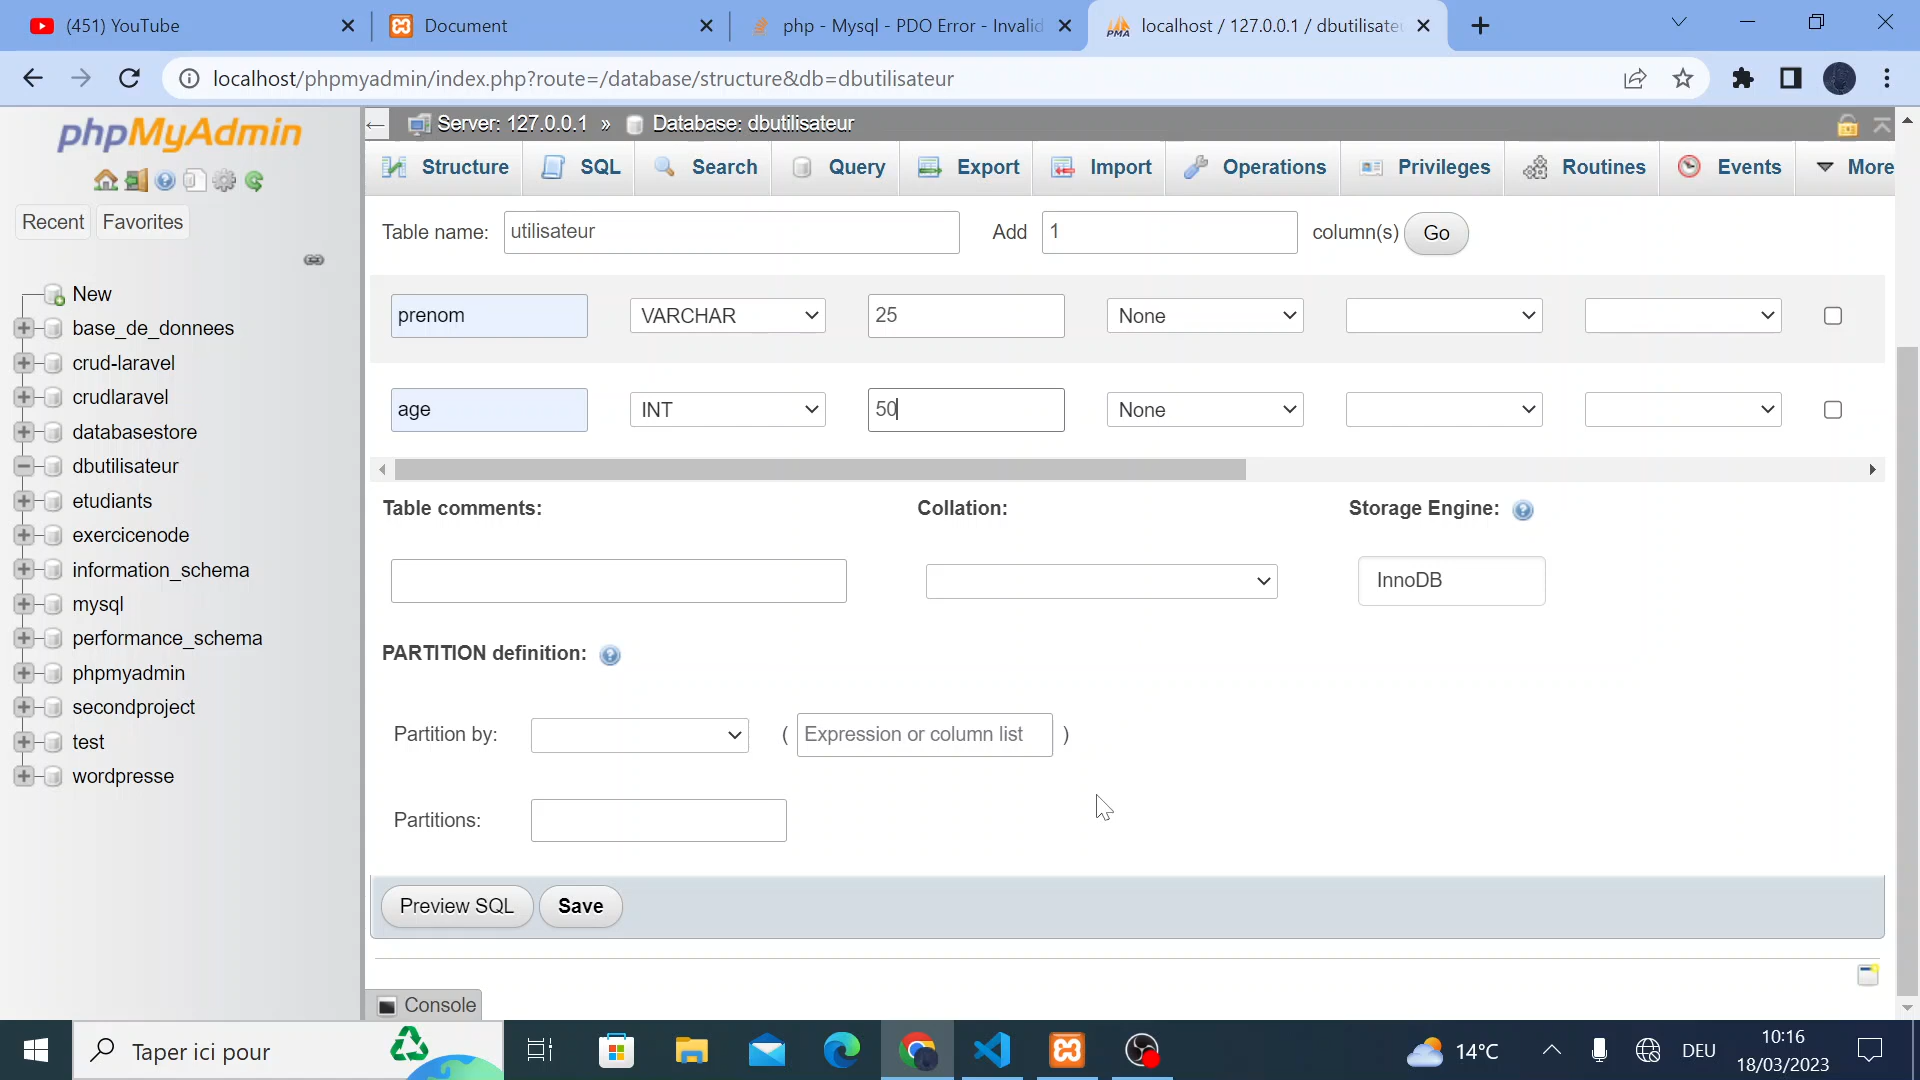 (451) YouTube
Document
php - Mysql - PDO Error - Invalid
localhost / 127.0.0.1 / dbutilisate
localhost/phpmyadmin/index.php?route=/database/structure&db=dbutilisateur
phpMyAdmin
Server: 127.0.0.1 » Database: dbutilisateur
Structure SQL Search Query Export Import Operations Privileges Routines Events More
Recent Favorites
New
base_de_donnees
crud-laravel
crudlaravel
databasestore
dbutilisateur
etudiants
exercicenode
information_schema
mysql
performance_schema
phpmyadmin
secondproject
test
wordpresse
Table name: utilisateur Add 1 column(s) Go
prenom VARCHAR 25 None
age INT 50 None
Table comments: Collation: Storage Engine:
InnoDB
PARTITION definition:
Partition by: ( Expression or column list )
Partitions:
Preview SQL Save
Console
Taper ici pour
14°C
DEU
10:16
18/03/2023